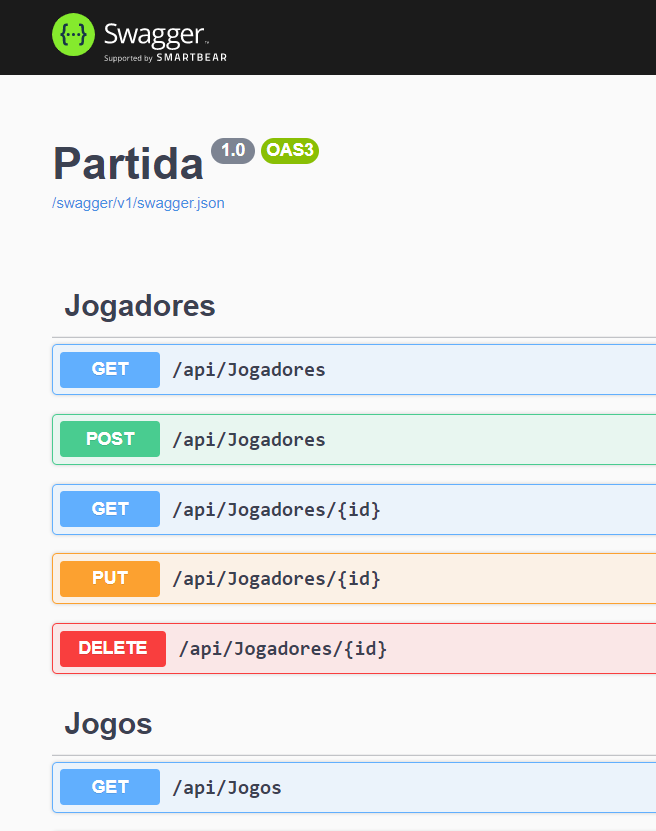 {···} Swagger™
Supported by SMARTBEAR
Partida 1.0 OAS3
/swagger/v1/swagger.json
Jogadores
GET /api/Jogadores
POST /api/Jogadores
GET /api/Jogadores/{id}
PUT /api/Jogadores/{id}
DELETE /api/Jogadores/{id}
Jogos
GET /api/Jogos